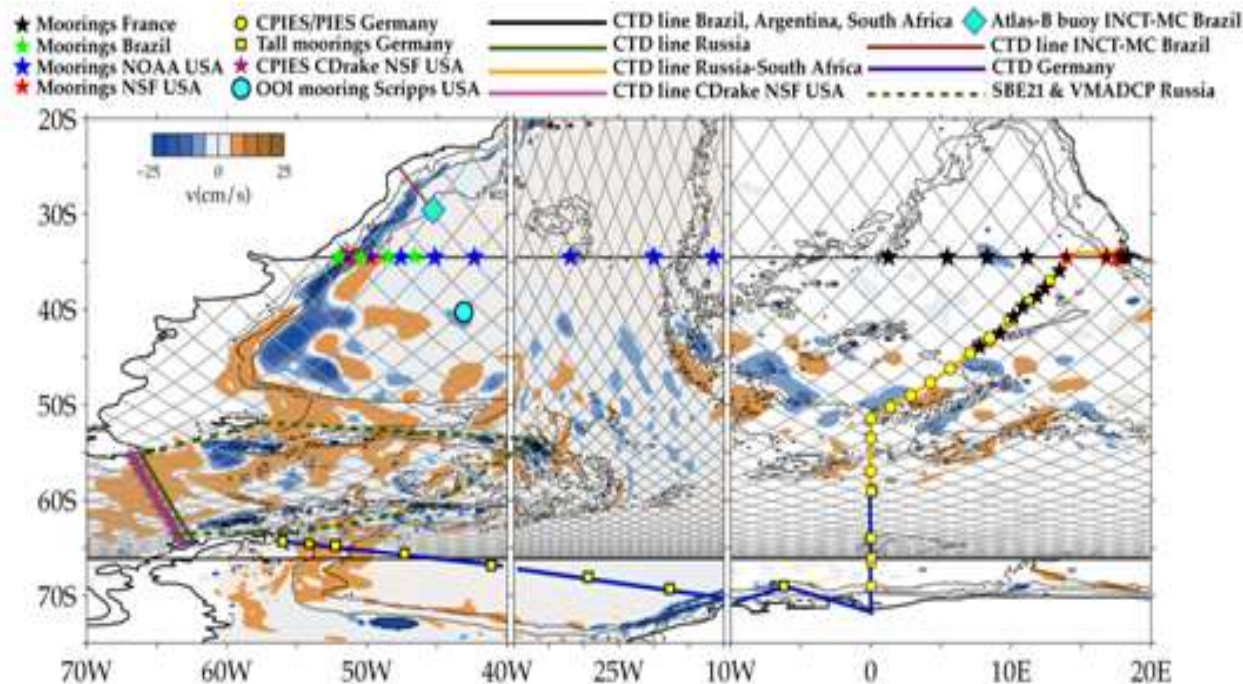 Moorings France
Moorings Brazil
Moorings NOAA USA
Moorings NSF USA
CPIES/PIES Germany
Tall moorings Germany
CPIES CDrake NSF USA
OOI mooring Scripps USA
CTD line Brazil, Argentina, South Africa
CTD line Russia
CTD line Russia-South Africa
CTD line CDrake NSF USA
Atlas-B buoy INCT-MC Brazil
CTD line INCT-MC Brazil
CTD Germany
SBE21 & VMADCP Russia
-25 0 25
v(cm/s)
20S
30S
40S
50S
60S
70S
70W 60W 50W 40W 25W 10W 0 10E 20E